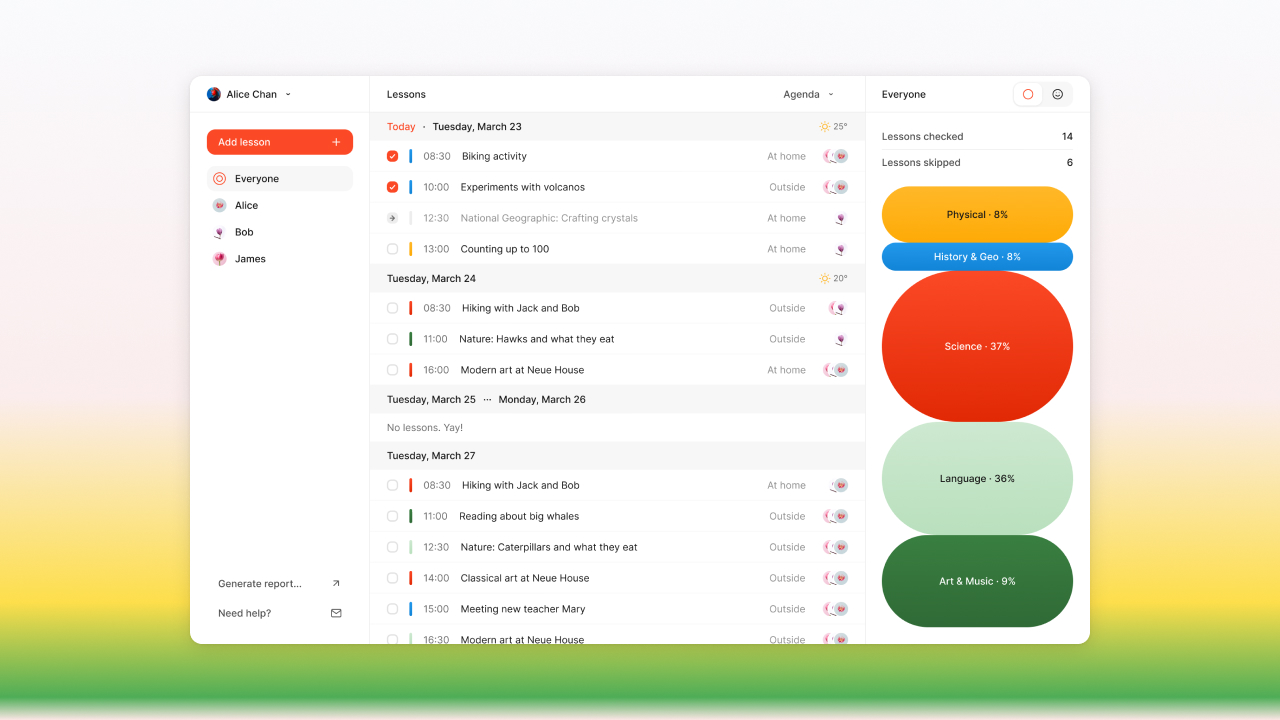 Alice Chan
Add lesson
Everyone
Alice
Bob
James
Generate report...
Need help?
Lessons
Agenda
Today · Tuesday, March 23 25°
08:30 Biking activity At home
10:00 Experiments with volcanos Outside
12:30 National Geographic: Crafting crystals At home
13:00 Counting up to 100 At home
Tuesday, March 24 20°
08:30 Hiking with Jack and Bob Outside
11:00 Nature: Hawks and what they eat Outside
16:00 Modern art at Neue House At home
Tuesday, March 25 ··· Monday, March 26
No lessons. Yay!
Tuesday, March 27
08:30 Hiking with Jack and Bob At home
11:00 Reading about big whales Outside
12:30 Nature: Caterpillars and what they eat Outside
14:00 Classical art at Neue House Outside
15:00 Meeting new teacher Mary Outside
16:30 Modern art at Neue House Outside
Everyone
Lessons checked 14
Lessons skipped 6
Physical · 8%
History & Geo · 8%
Science · 37%
Language · 36%
Art & Music · 9%